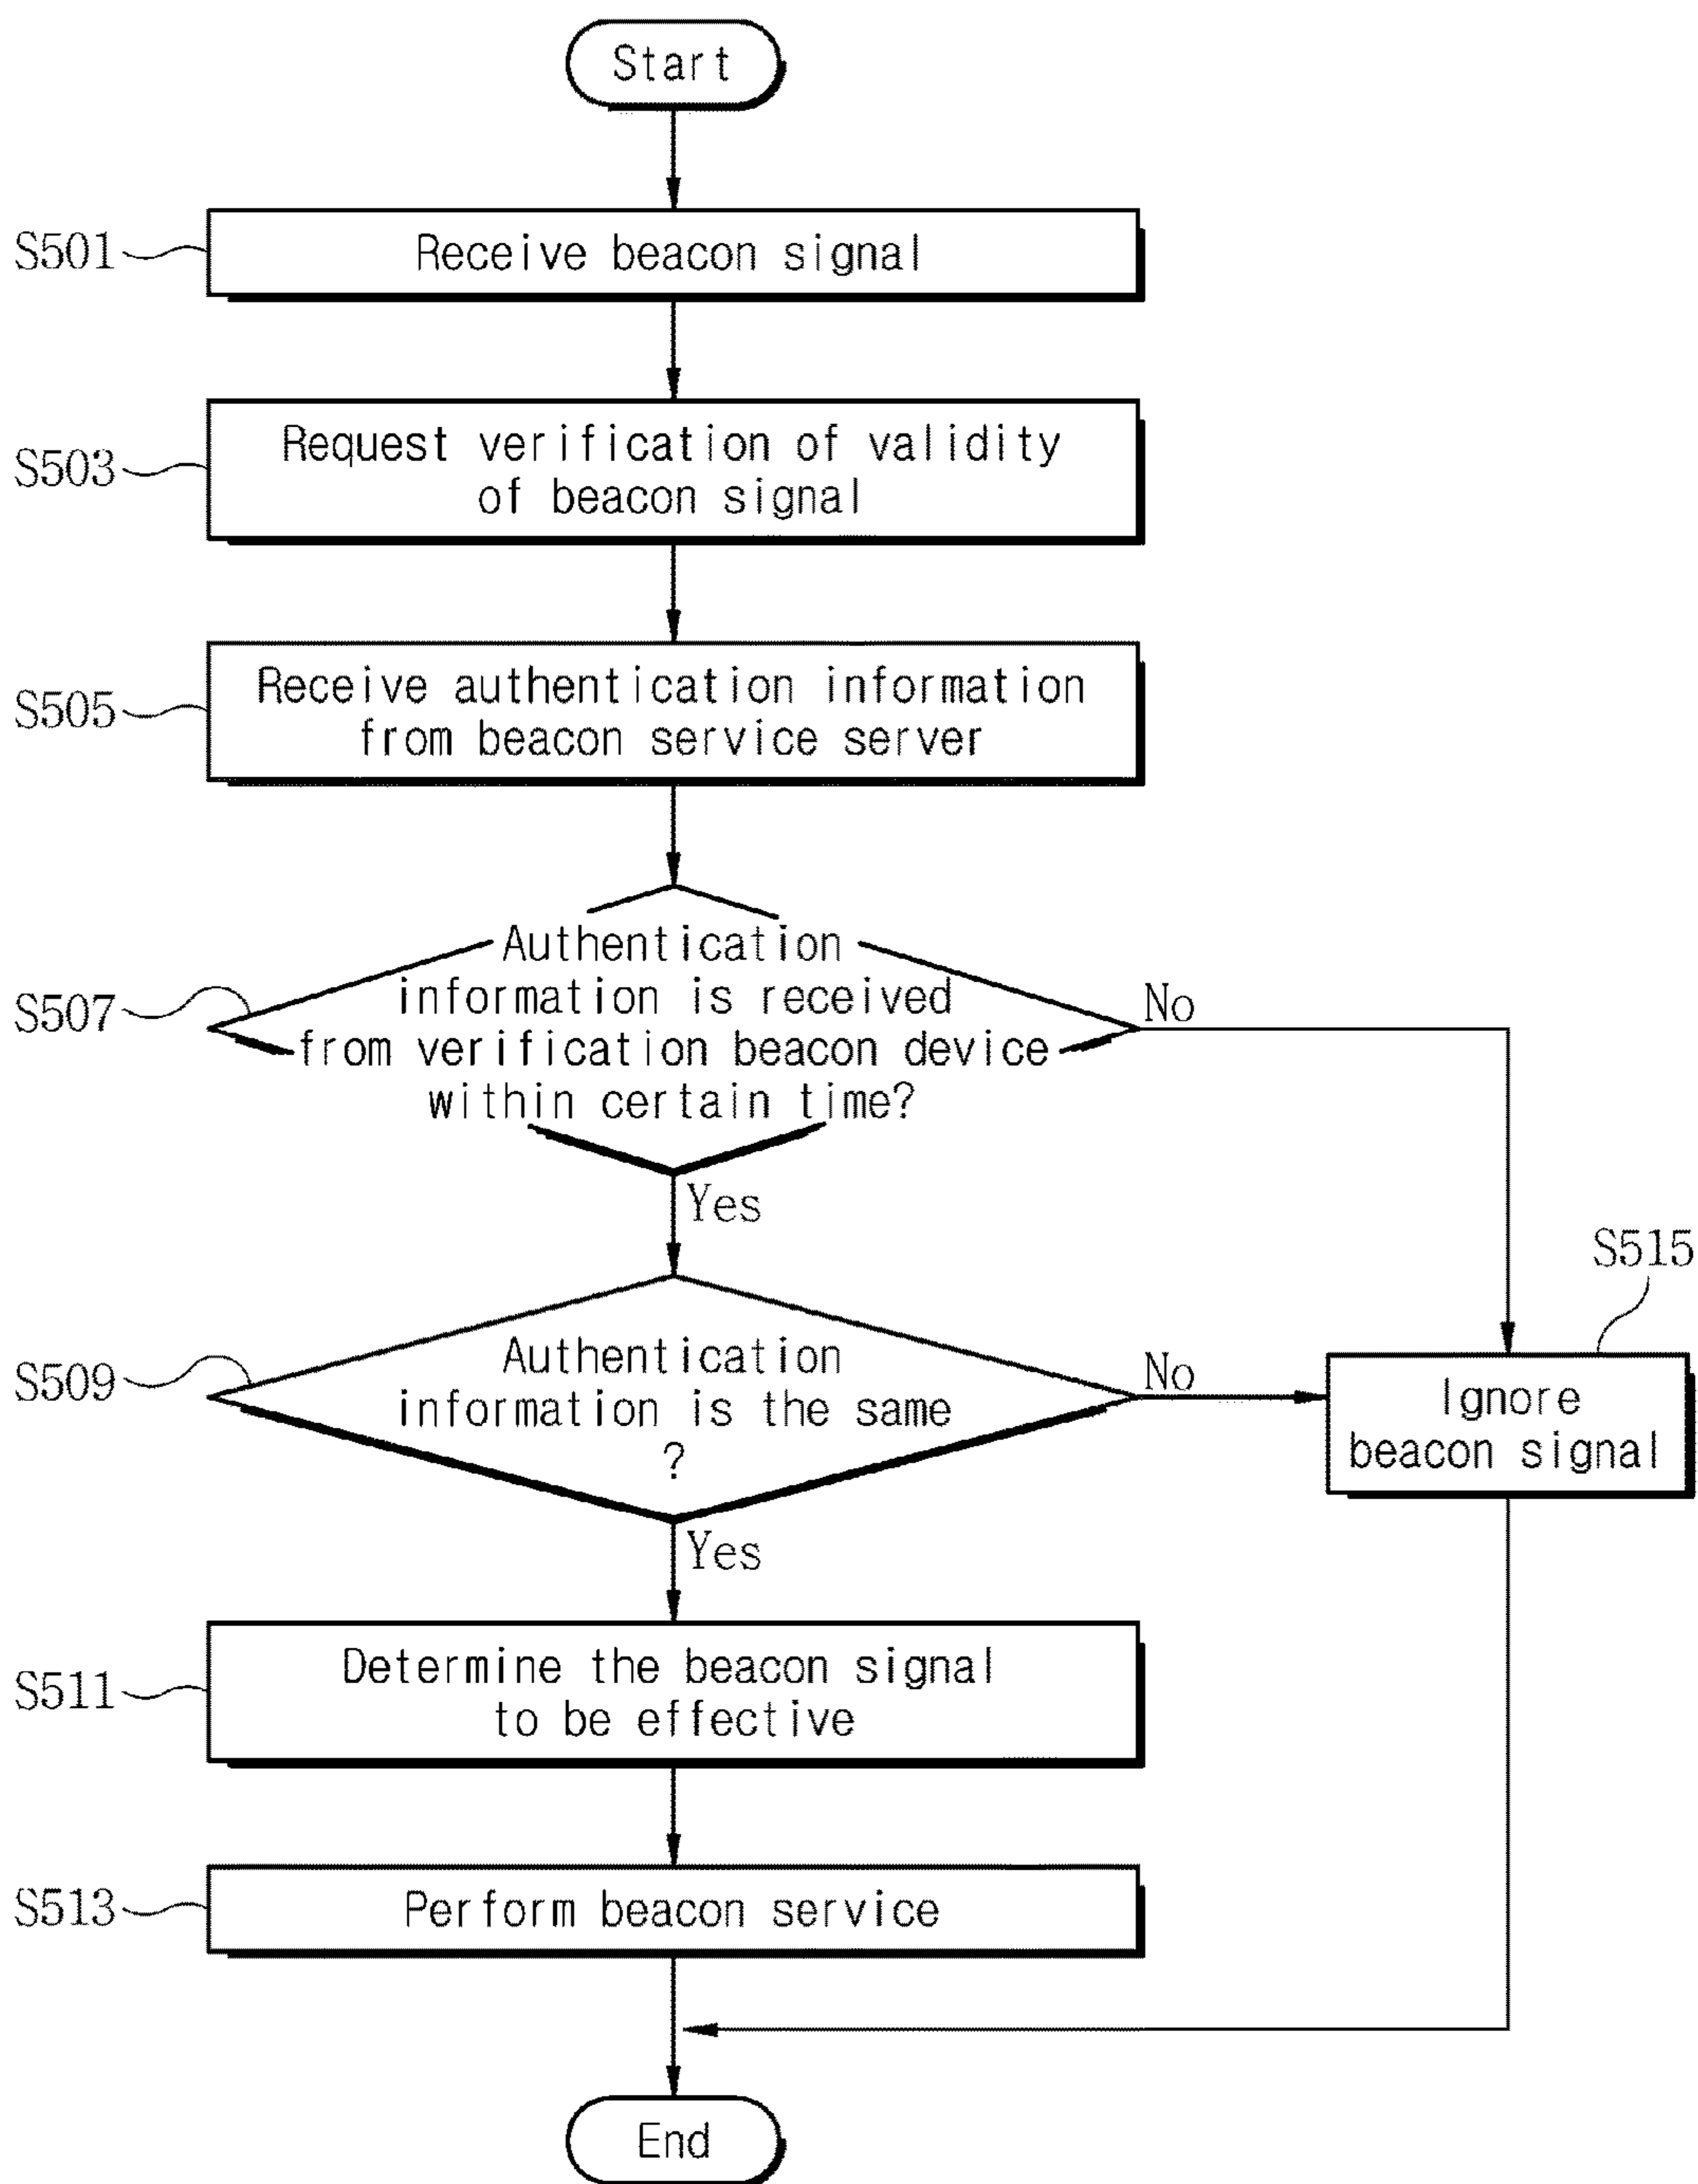 Start
S501
Receive beacon signal
S503
Request verification of validity
of beacon signal
S505
Receive authentication information
from beacon service server
S507
Authentication
information is received
from verification beacon device
within certain time?
No
Yes
S515
S509
Authentication
information is the same
?
No
Ignore
beacon signal
Yes
S511
Determine the beacon signal
to be effective
S513
Perform beacon service
End